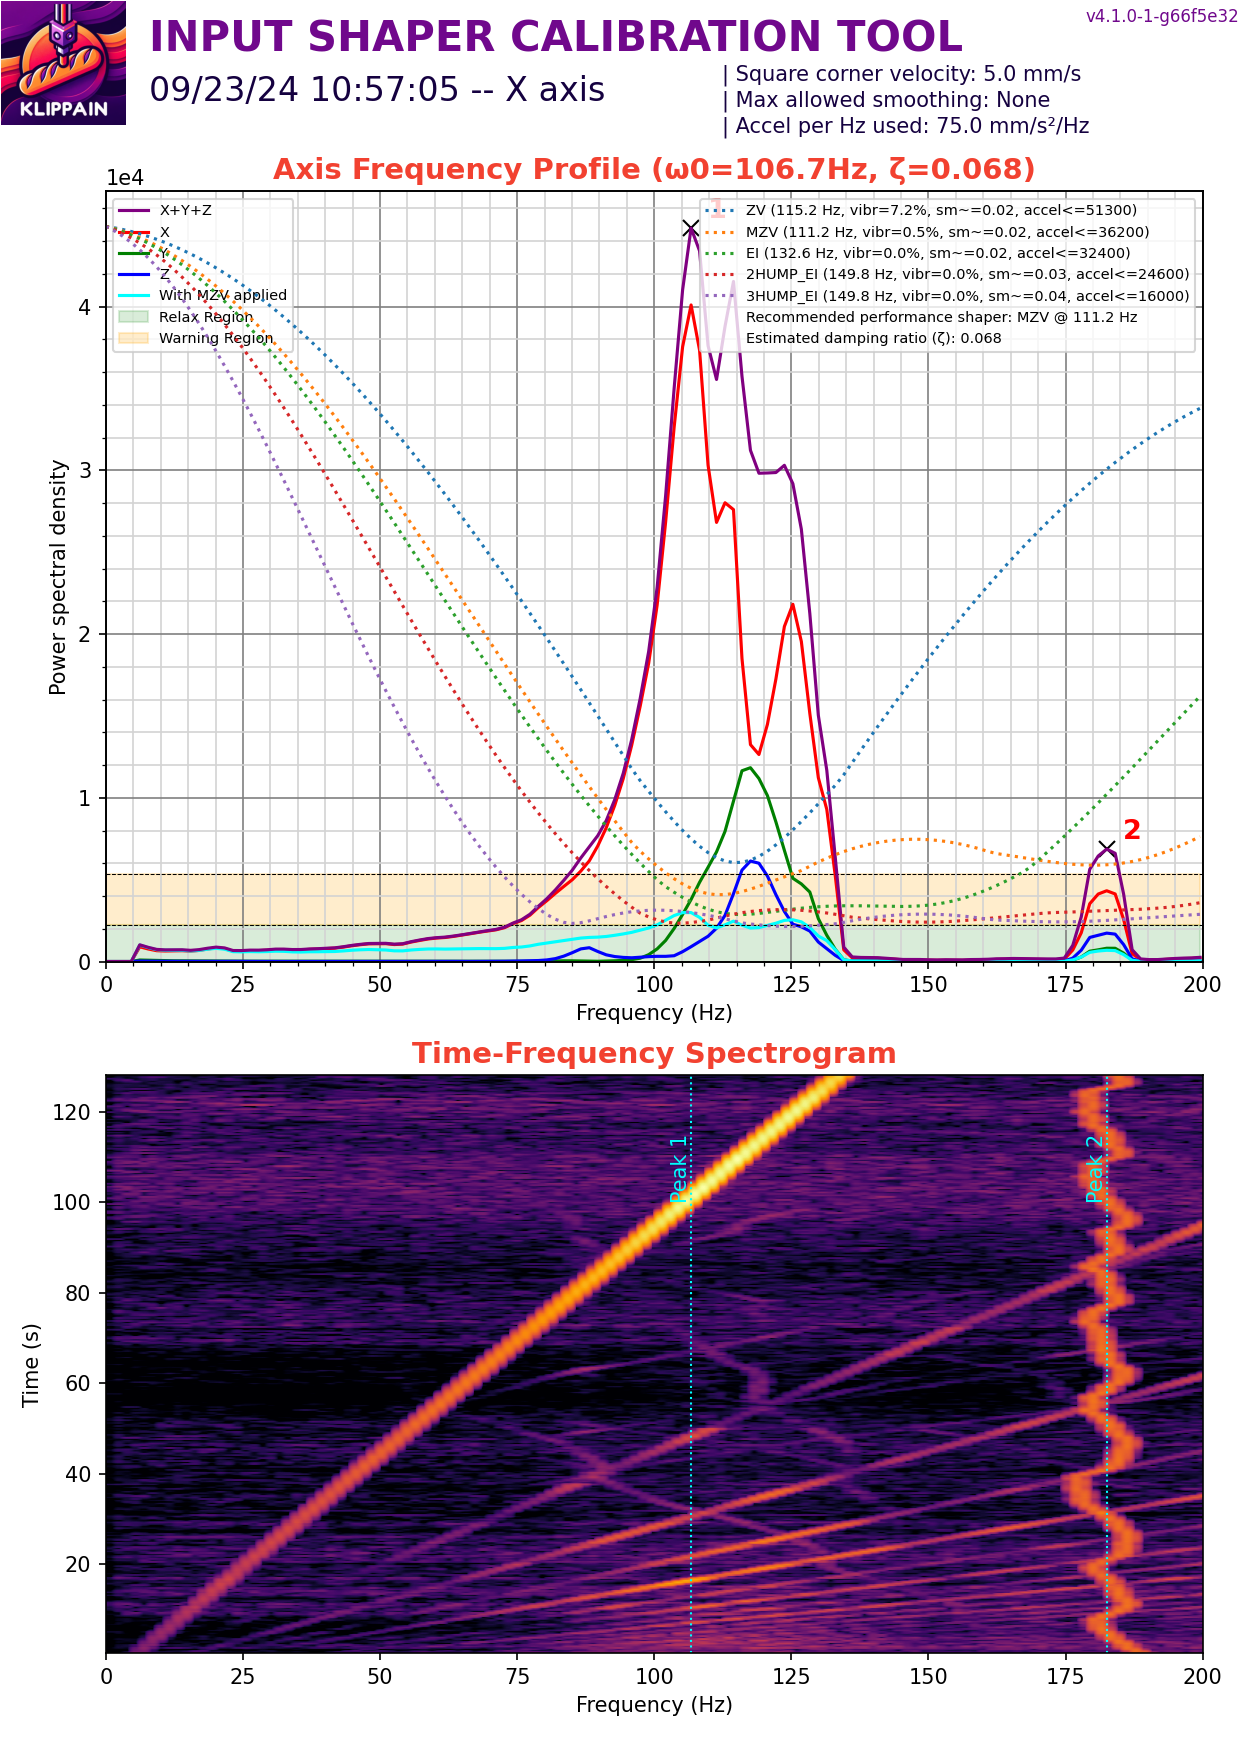 v4.1.0-1-g66f5e32
INPUT SHAPER CALIBRATION TOOL
09/23/24 10:57:05 -- X axis
| Square corner velocity: 5.0 mm/s
| Max allowed smoothing: None
| Accel per Hz used: 75.0 mm/s²/Hz
KLIPPAIN
Axis Frequency Profile (ω0=106.7Hz, ζ=0.068)
1e4
X+Y+Z
X
Y
Z
With MZV applied
Relax Region
Warning Region
1
ZV (115.2 Hz, vibr=7.2%, sm~=0.02, accel<=51300)
MZV (111.2 Hz, vibr=0.5%, sm~=0.02, accel<=36200)
EI (132.6 Hz, vibr=0.0%, sm~=0.02, accel<=32400)
2HUMP_EI (149.8 Hz, vibr=0.0%, sm~=0.03, accel<=24600)
3HUMP_EI (149.8 Hz, vibr=0.0%, sm~=0.04, accel<=16000)
Recommended performance shaper: MZV @ 111.2 Hz
Estimated damping ratio (ζ): 0.068
4
3
2
1
0
Power spectral density
2
0 25 50 75 100 125 150 175 200
Frequency (Hz)
Time-Frequency Spectrogram
120
100
80
60
40
20
Time (s)
Peak 1
Peak 2
0 25 50 75 100 125 150 175 200
Frequency (Hz)